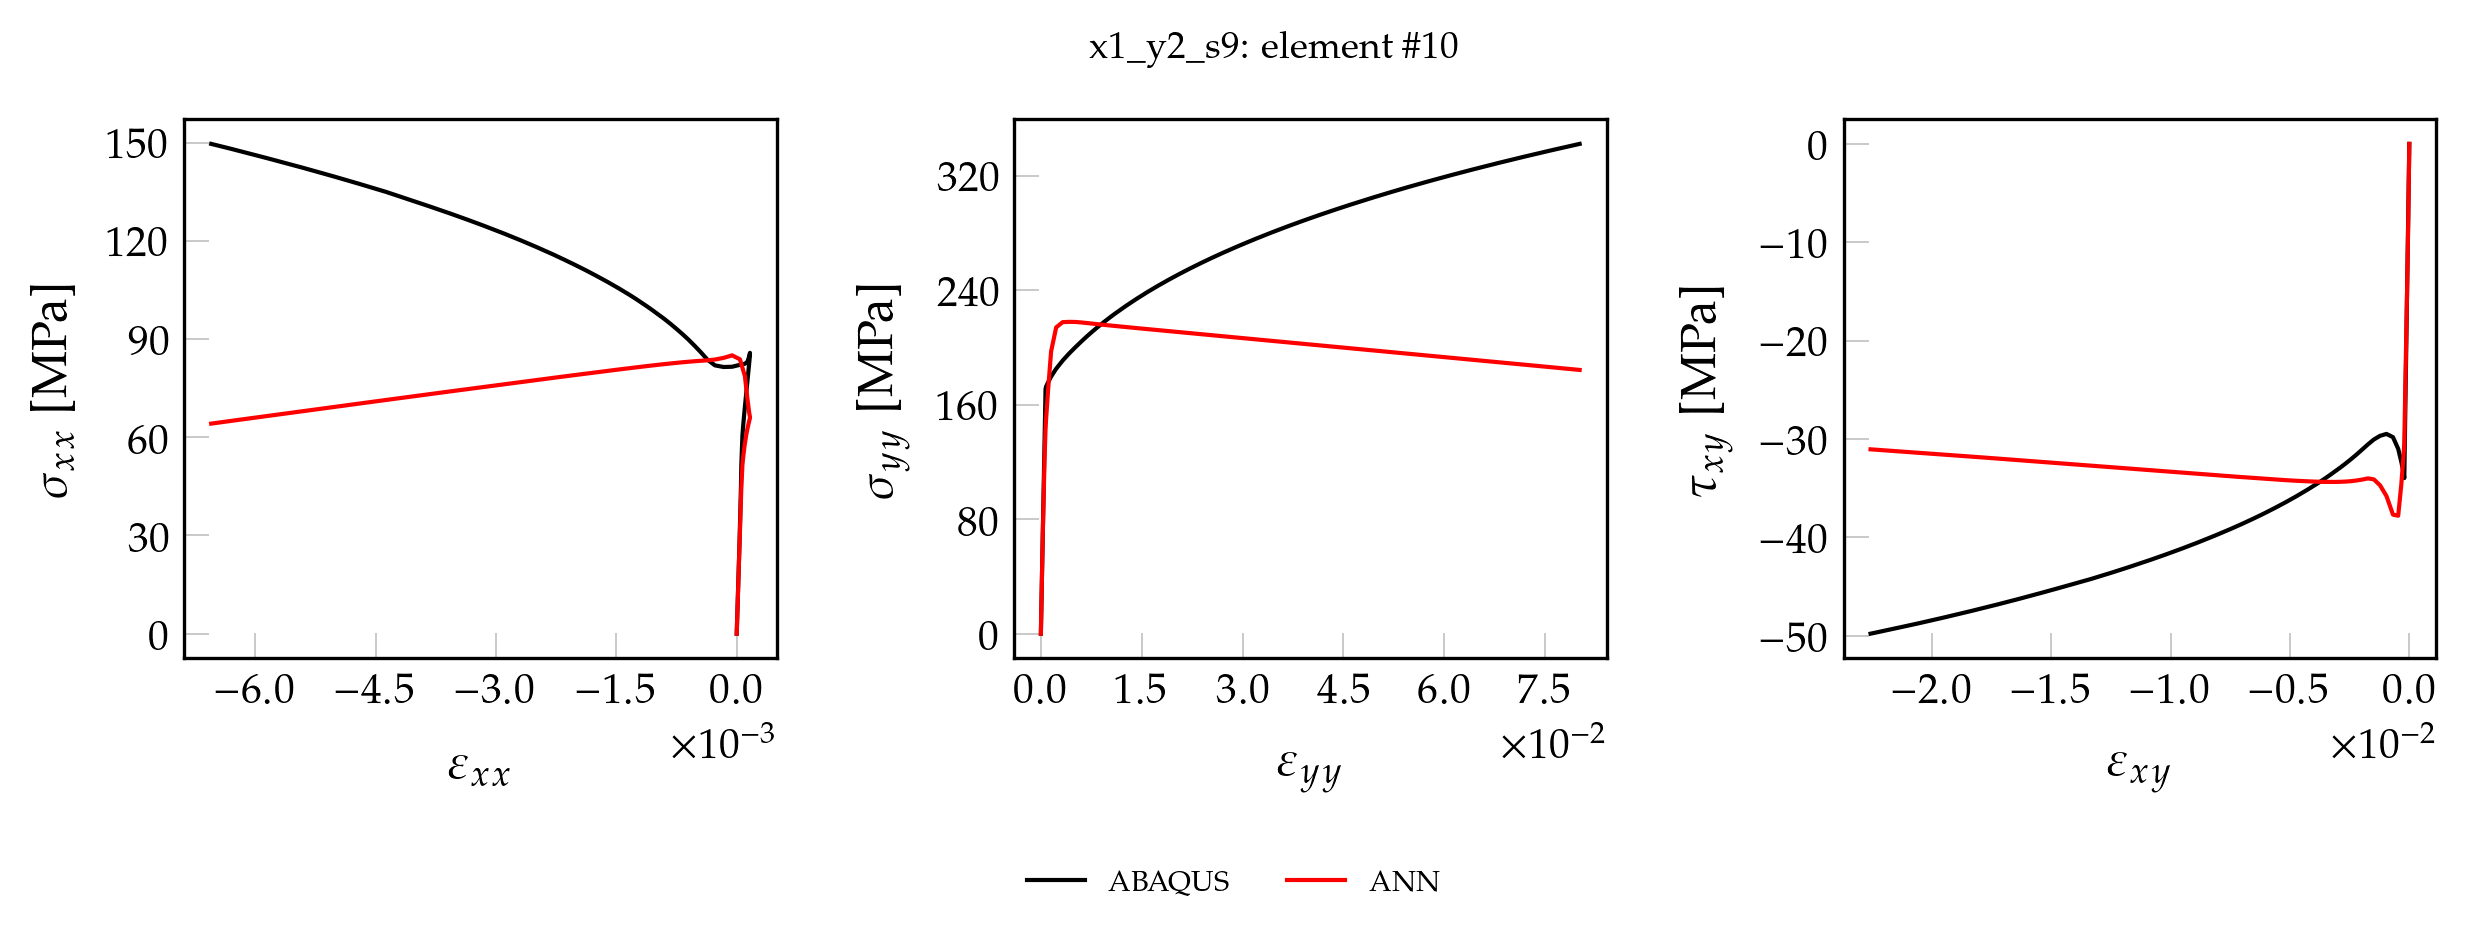 x1_y2_s9: element #10
σxx [MPa]
150
120
90
60
30
0
−6.0 −4.5 −3.0 −1.5 0.0
×10−3
εxx
σyy [MPa]
320
240
160
80
0
0.0 1.5 3.0 4.5 6.0 7.5
×10−2
εyy
τxy [MPa]
0
−10
−20
−30
−40
−50
−2.0 −1.5 −1.0 −0.5 0.0
×10−2
εxy
ABAQUS ANN